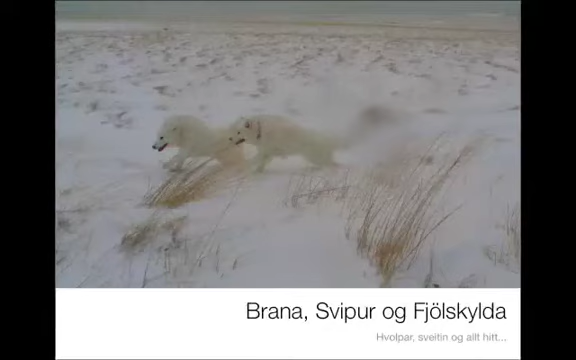 Brana, Svipur og Fjölskylda
Hvolpar, sveitin og allt hitt...